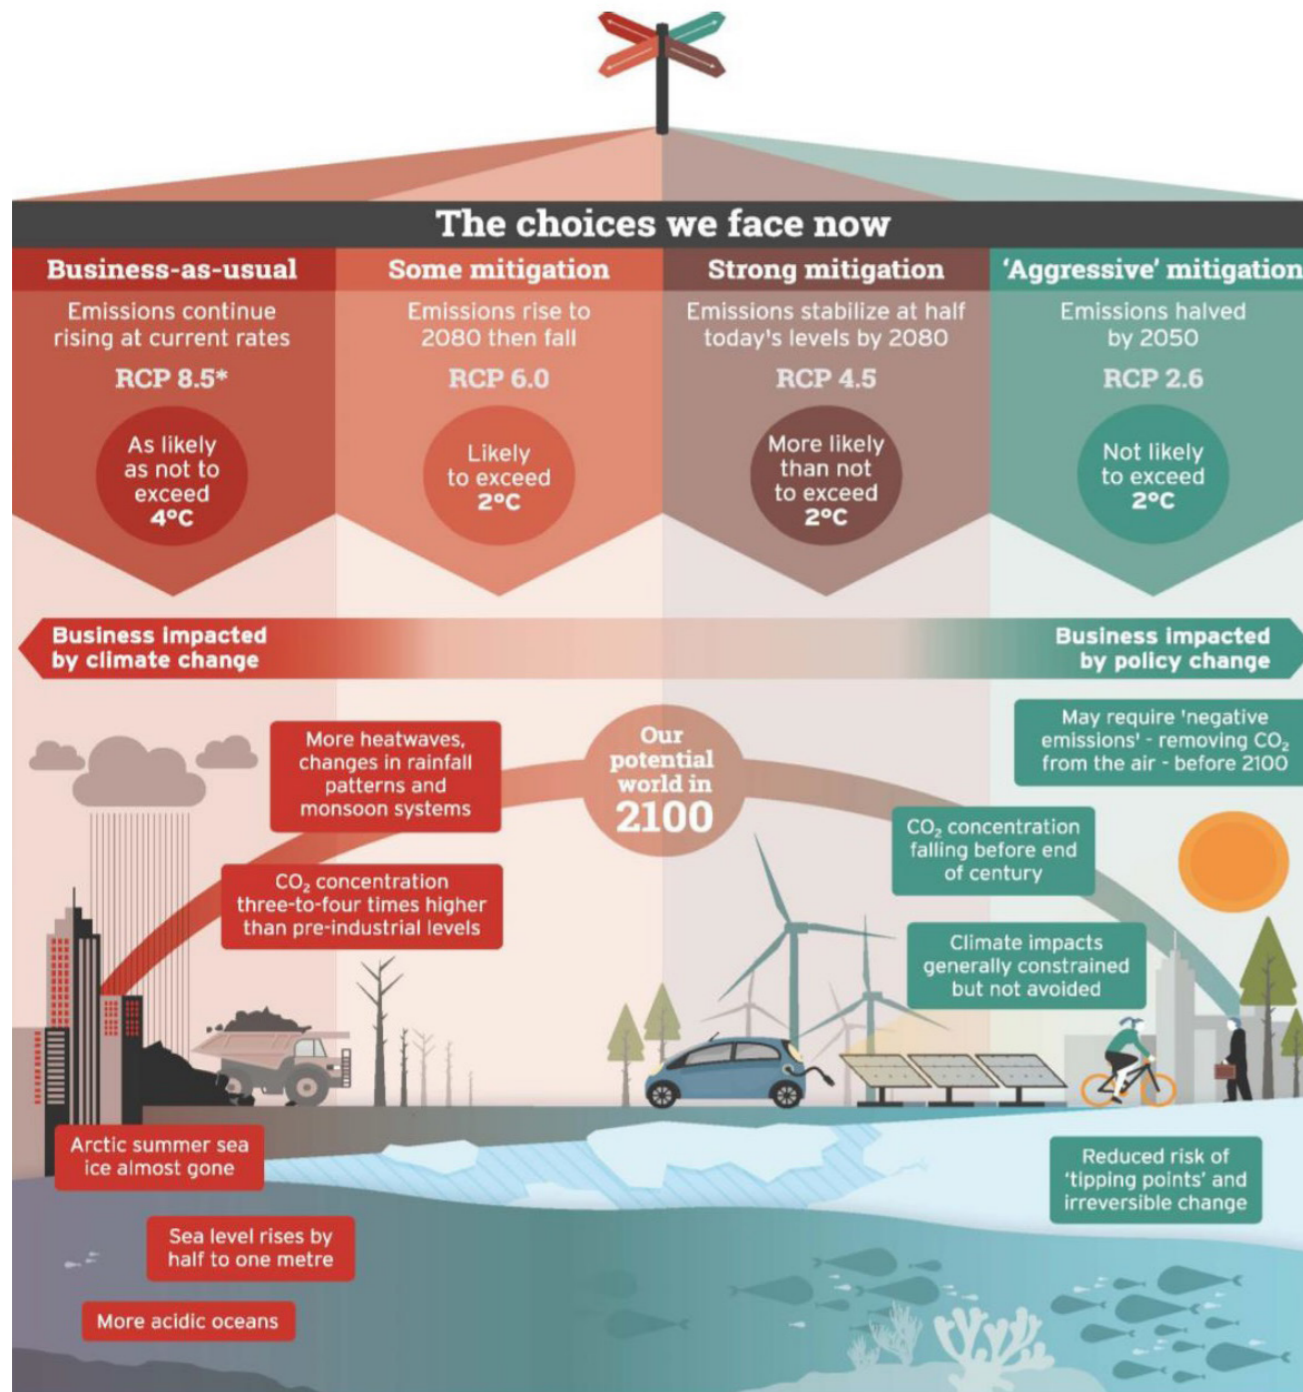 The choices we face now
Business-as-usual
Emissions continue
rising at current rates
RCP 8.5*
As likely
as not to
exceed
4°C
Some mitigation
Emissions rise to
2080 then fall
RCP 6.0
Likely
to exceed
2°C
Strong mitigation
Emissions stabilize at half
today's levels by 2080
RCP 4.5
More likely
than not
to exceed
2°C
'Aggressive' mitigation
Emissions halved
by 2050
RCP 2.6
Not likely
to exceed
2°C
Business impacted
by climate change
Business impacted
by policy change
More heatwaves,
changes in rainfall
patterns and
monsoon systems
Our
potential
world in
2100
May require 'negative
emissions' - removing CO₂
from the air - before 2100
CO₂ concentration
three-to-four times higher
than pre-industrial levels
CO₂ concentration
falling before end
of century
Climate impacts
generally constrained
but not avoided
Arctic summer sea
ice almost gone
Sea level rises by
half to one metre
More acidic oceans
Reduced risk of
'tipping points' and
irreversible change